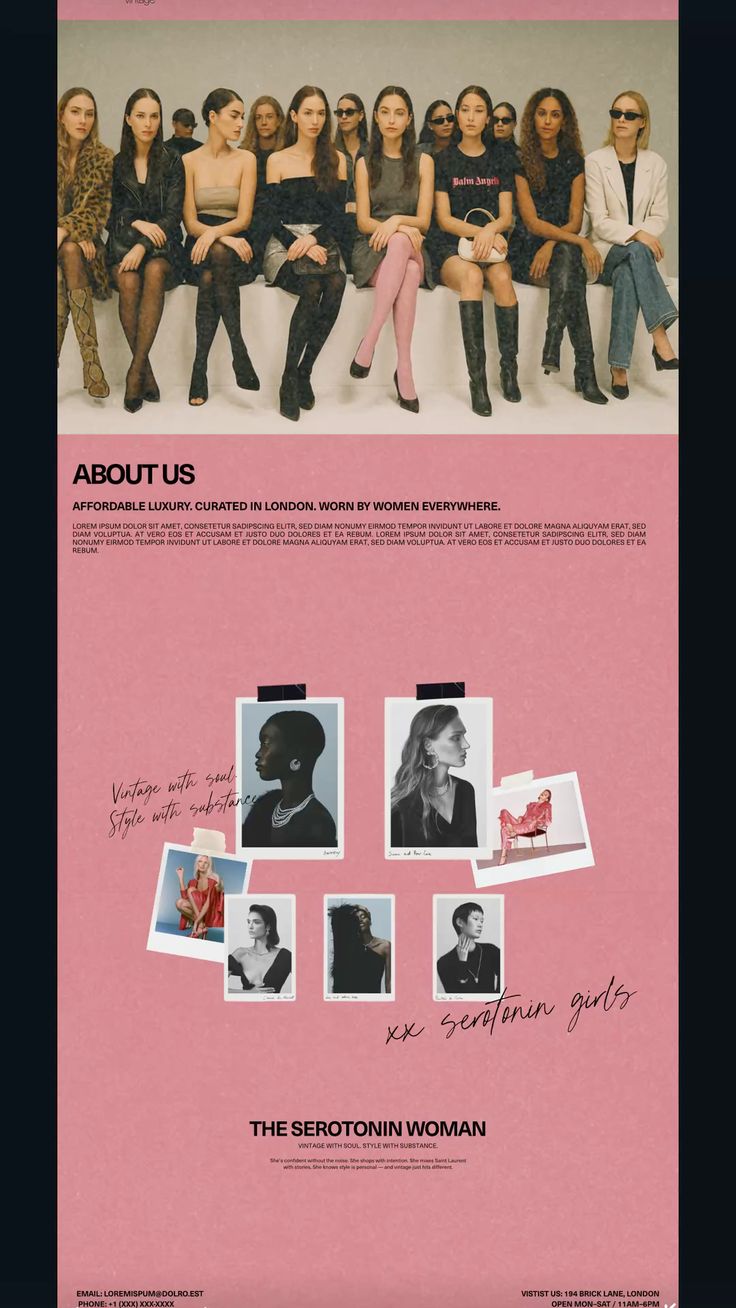 vintage
Palm Angels
ABOUT US
AFFORDABLE LUXURY. CURATED IN LONDON. WORN BY WOMEN EVERYWHERE.
LOREM IPSUM DOLOR SIT AMET, CONSETETUR SADIPSCING ELITR, SED DIAM NONUMY EIRMOD TEMPOR INVIDUNT UT LABORE ET DOLORE MAGNA ALIQUYAM ERAT, SED
DIAM VOLUPTUA. AT VERO EOS ET ACCUSAM ET JUSTO DUO DOLORES ET EA REBUM. LOREM IPSUM DOLOR SIT AMET, CONSETETUR SADIPSCING ELITR, SED DIAM
NONUMY EIRMOD TEMPOR INVIDUNT UT LABORE ET DOLORE MAGNA ALIQUYAM ERAT, SED DIAM VOLUPTUA. AT VERO EOS ET ACCUSAM ET JUSTO DUO DOLORES ET EA
REBUM.
Vintage with soul.
Style with substance
xx serotonin girls
THE SEROTONIN WOMAN
VINTAGE WITH SOUL. STYLE WITH SUBSTANCE.
She's confident without the noise. She shops with intention. She mixes Saint Laurent
with stories. She knows style is personal — and vintage just hits different.
EMAIL: LOREMISPUM@DOLRO.EST
PHONE: +1 (XXX) XXX-XXXX
VISTIST US: 194 BRICK LANE, LONDON
OPEN MON–SAT / 11AM–6PM